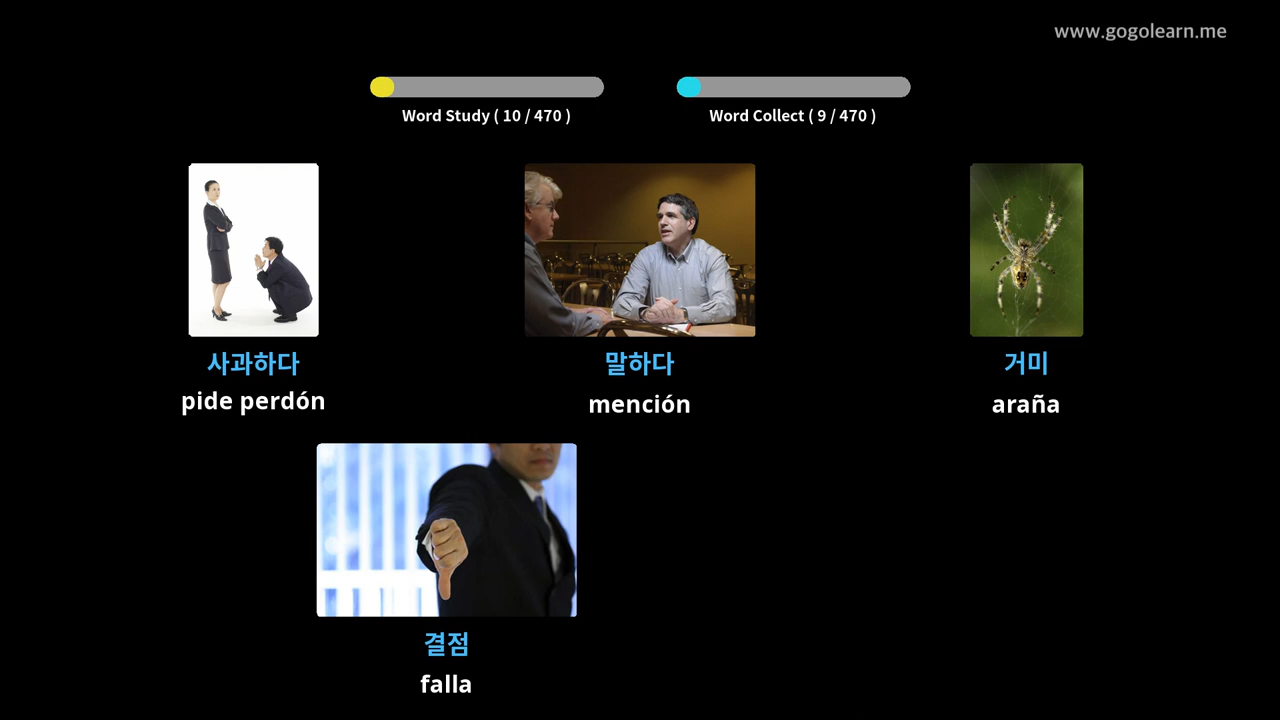 www.gogolearn.me
Word Study ( 10 / 470 )
Word Collect ( 9 / 470 )
사과하다
pide perdón
말하다
mención
거미
araña
결점
falla